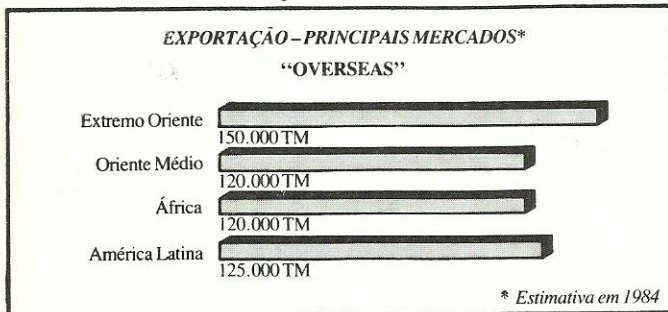 EXPORTAÇÃO – PRINCIPAIS MERCADOS*
“OVERSEAS”
Extremo Oriente
150.000 TM
Oriente Médio
120.000 TM
África
120.000 TM
América Latina
125.000 TM
* Estimativa em 1984